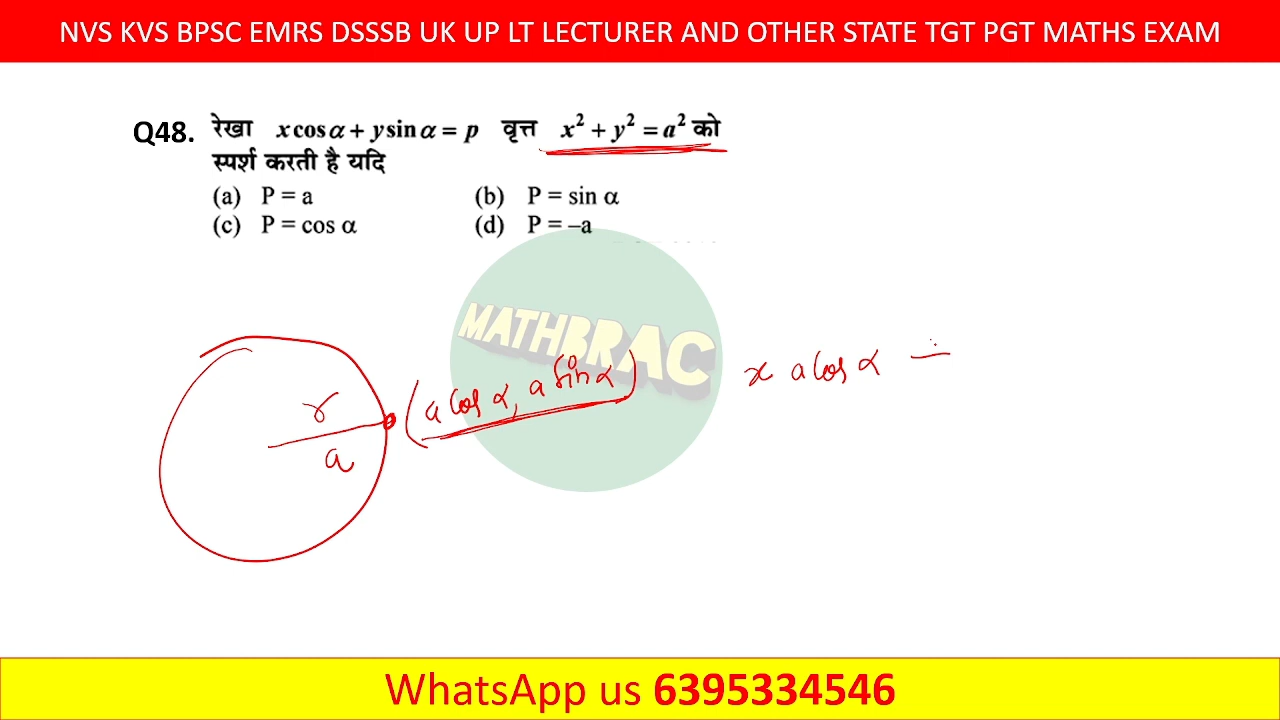 NVS KVS BPSC EMRS DSSSB UK UP LT LECTURER AND OTHER STATE TGT PGT MATHS EXAM
Q48. रेखा x cos α + y sin α = p वृत्त x² + y² = a² को
स्पर्श करती है यदि
(a) P = a (b) P = sin α
(c) P = cos α (d) P = –a
MATHBRAC
r
a
(a cos α, a sin α)
x a cos α
WhatsApp us 6395334546